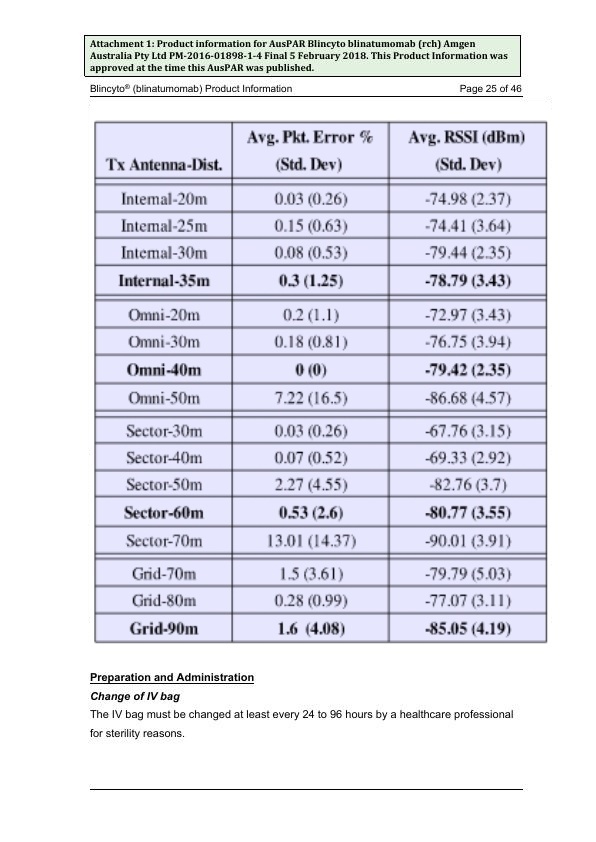 Attachment 1: Product information for AusPAR Blincyto blinatumomab (rch) Amgen
Australia Pty Ltd PM-2016-01898-1-4 Final 5 February 2018. This Product Information was
approved at the time this AusPAR was published.
Blincyto® (blinatumomab) Product Information Page 25 of 46
Tx Antenna-Dist. Avg. Pkt. Error % (Std. Dev) Avg. RSSI (dBm) (Std. Dev)
Internal-20m 0.03 (0.26) -74.98 (2.37)
Internal-25m 0.15 (0.63) -74.41 (3.64)
Internal-30m 0.08 (0.53) -79.44 (2.35)
Internal-35m 0.3 (1.25) -78.79 (3.43)
Omni-20m 0.2 (1.1) -72.97 (3.43)
Omni-30m 0.18 (0.81) -76.75 (3.94)
Omni-40m 0 (0) -79.42 (2.35)
Omni-50m 7.22 (16.5) -86.68 (4.57)
Sector-30m 0.03 (0.26) -67.76 (3.15)
Sector-40m 0.07 (0.52) -69.33 (2.92)
Sector-50m 2.27 (4.55) -82.76 (3.7)
Sector-60m 0.53 (2.6) -80.77 (3.55)
Sector-70m 13.01 (14.37) -90.01 (3.91)
Grid-70m 1.5 (3.61) -79.79 (5.03)
Grid-80m 0.28 (0.99) -77.07 (3.11)
Grid-90m 1.6 (4.08) -85.05 (4.19)
Preparation and Administration
Change of IV bag
The IV bag must be changed at least every 24 to 96 hours by a healthcare professional
for sterility reasons.